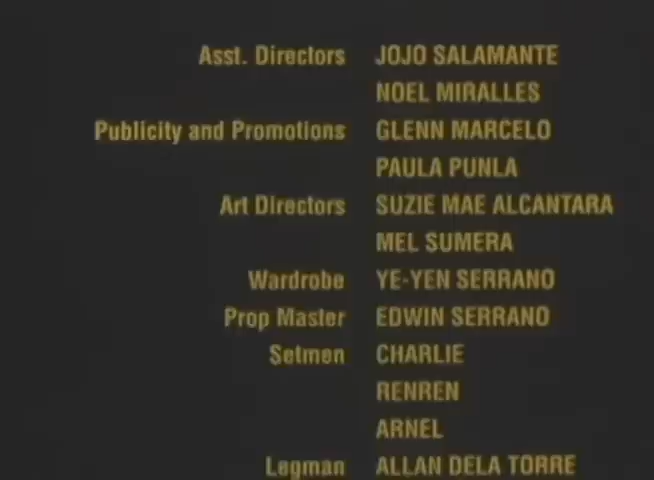 Asst. Directors JOJO SALAMANTE
NOEL MIRALLES
Publicity and Promotions GLENN MARCELO
PAULA PUNLA
Art Directors SUZIE MAE ALCANTARA
MEL SUMERA
Wardrobe YE-YEN SERRANO
Prop Master EDWIN SERRANO
Setmen CHARLIE
RENREN
ARNEL
Legman ALLAN DELA TORRE